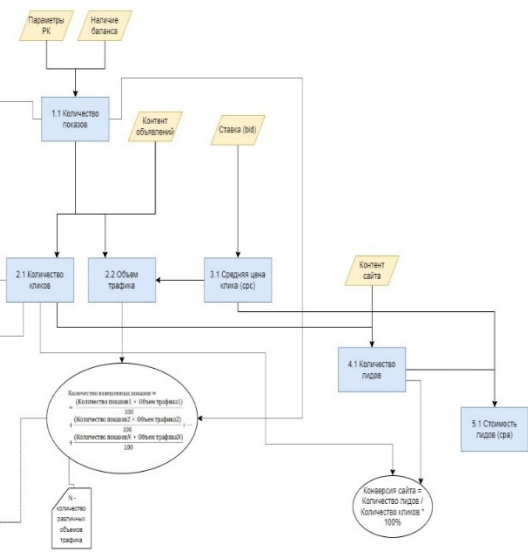 Параметры
РК
Наличие
баланса
1.1 Количество
показов
Контент
объявлений
Ставка (bid)
2.1 Количество
кликов
2.2 Объем
трафика
3.1 Средняя цена
клика (cpc)
Контент
сайта
4.1 Количество
лидов
5.1 Стоимость
лидов (cpa)
Количество взвешенных показов =
= (Количество показов1 * Объем трафика1)
100
+ (Количество показов2 * Объем трафика2)
100
+ ⋯
+ (Количество показовN * Объем трафикаN)
100
N -
количество
различных
объемов
трафика
Конверсия сайта =
Количество лидов /
Количество кликов *
100%